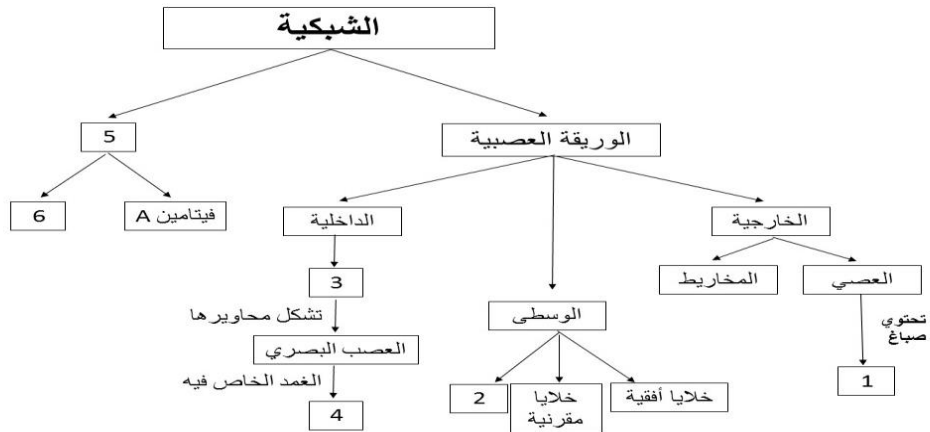 الشبكية
الوريقة العصبية
5
الخارجية
الداخلية
فيتامين A
6
العصي
المخاريط
3
تحتوي
صباغ
الوسطى
تشكل محاويرها
العصب البصري
1
خلايا أفقية
خلايا
مقرنية
2
الغمد الخاص فيه
4